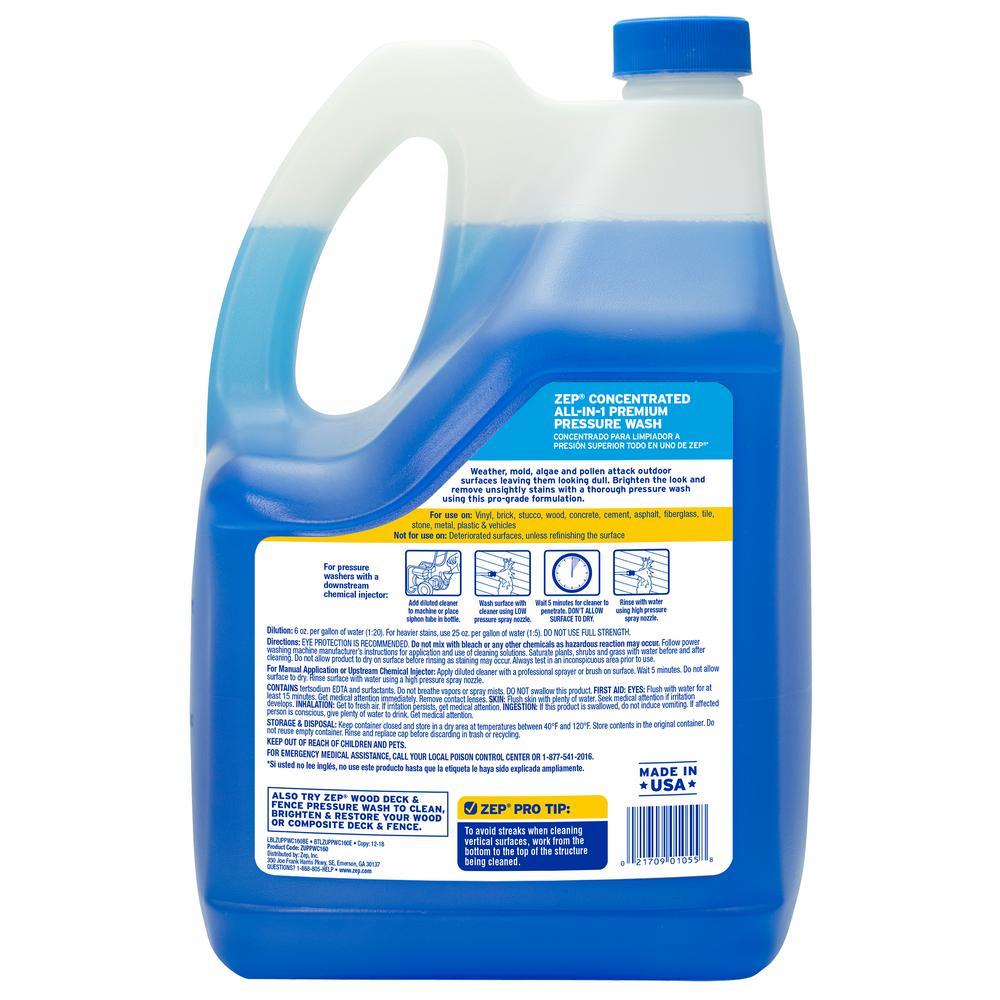 ZEP® CONCENTRATED
ALL-IN-1 PREMIUM
PRESSURE WASH
CONCENTRADO PARA LIMPIADOR A
PRESIÓN SUPERIOR TODO EN UNO DE ZEP®*
Weather, mold, algae and pollen attack outdoor
surfaces leaving them looking dull. Brighten the look and
remove unsightly stains with a thorough pressure wash
using this pro-grade formulation.
For use on: Vinyl, brick, stucco, wood, concrete, cement, asphalt, fiberglass, tile,
stone, metal, plastic & vehicles
Not for use on: Deteriorated surfaces, unless refinishing the surface
For pressure
washers with a
downstream
chemical injector:
Add diluted cleaner
to machine or place
siphon tube in bottle.
Wash surface with
cleaner using LOW
pressure spray nozzle.
Wait 5 minutes for cleaner to
penetrate. DON'T ALLOW
SURFACE TO DRY.
Rinse with water
using high pressure
spray nozzle.
Dilution: 6 oz. per gallon of water (1:20). For heavier stains, use 25 oz. per gallon of water (1:5). DO NOT USE FULL STRENGTH.
Directions: EYE PROTECTION IS RECOMMENDED. Do not mix with bleach or any other chemicals as hazardous reaction may occur. Follow power
washing machine manufacturer's instructions for application and use of cleaning solutions. Saturate plants, shrubs and grass with water before and after
cleaning. Do not allow product to dry on surface before rinsing as staining may occur. Always test in an inconspicuous area prior to use.
For Manual Application or Upstream Chemical Injector: Apply diluted cleaner with a professional sprayer or brush on surface. Wait 5 minutes. Do not allow
surface to dry. Rinse surface with water using a high pressure spray nozzle.
CONTAINS tertsodium EDTA and surfactants. Do not breathe vapors or spray mists. DO NOT swallow this product. FIRST AID: EYES: Flush with water for at
least 15 minutes. Get medical attention immediately. Remove contact lenses. SKIN: Flush skin with plenty of water. Seek medical attention if irritation
develops. INHALATION: Get to fresh air. If irritation persists, get medical attention. INGESTION: If this product is swallowed, do not induce vomiting. If affected
person is conscious, give plenty of water to drink. Get medical attention.
STORAGE & DISPOSAL: Keep container closed and store in a dry area at temperatures between 40°F and 120°F. Store contents in the original container. Do
not reuse empty container. Rinse and replace cap before discarding in trash or recycling.
KEEP OUT OF REACH OF CHILDREN AND PETS.
FOR EMERGENCY MEDICAL ASSISTANCE, CALL YOUR LOCAL POISON CONTROL CENTER OR 1-877-541-2016.
*Si usted no lee inglés, no use este producto hasta que la etiqueta le haya sido explicada ampliamente.
MADE IN
★USA★
ALSO TRY ZEP® WOOD DECK &
FENCE PRESSURE WASH TO CLEAN,
BRIGHTEN & RESTORE YOUR WOOD
OR COMPOSITE DECK & FENCE.
ZEP® PRO TIP:
To avoid streaks when cleaning
vertical surfaces, work from the
bottom to the top of the structure
being cleaned.
LBLZUPPWC160BE • BTLZUPPWC160E • Copy: 12-18
Product Code: ZUPPWC160
Distributed by: Zep, Inc.
350 Joe Frank Harris Pkwy, SE, Emerson, GA 30137
QUESTIONS? 1-888-805-HELP • www.zep.com
0 21709 01055 8